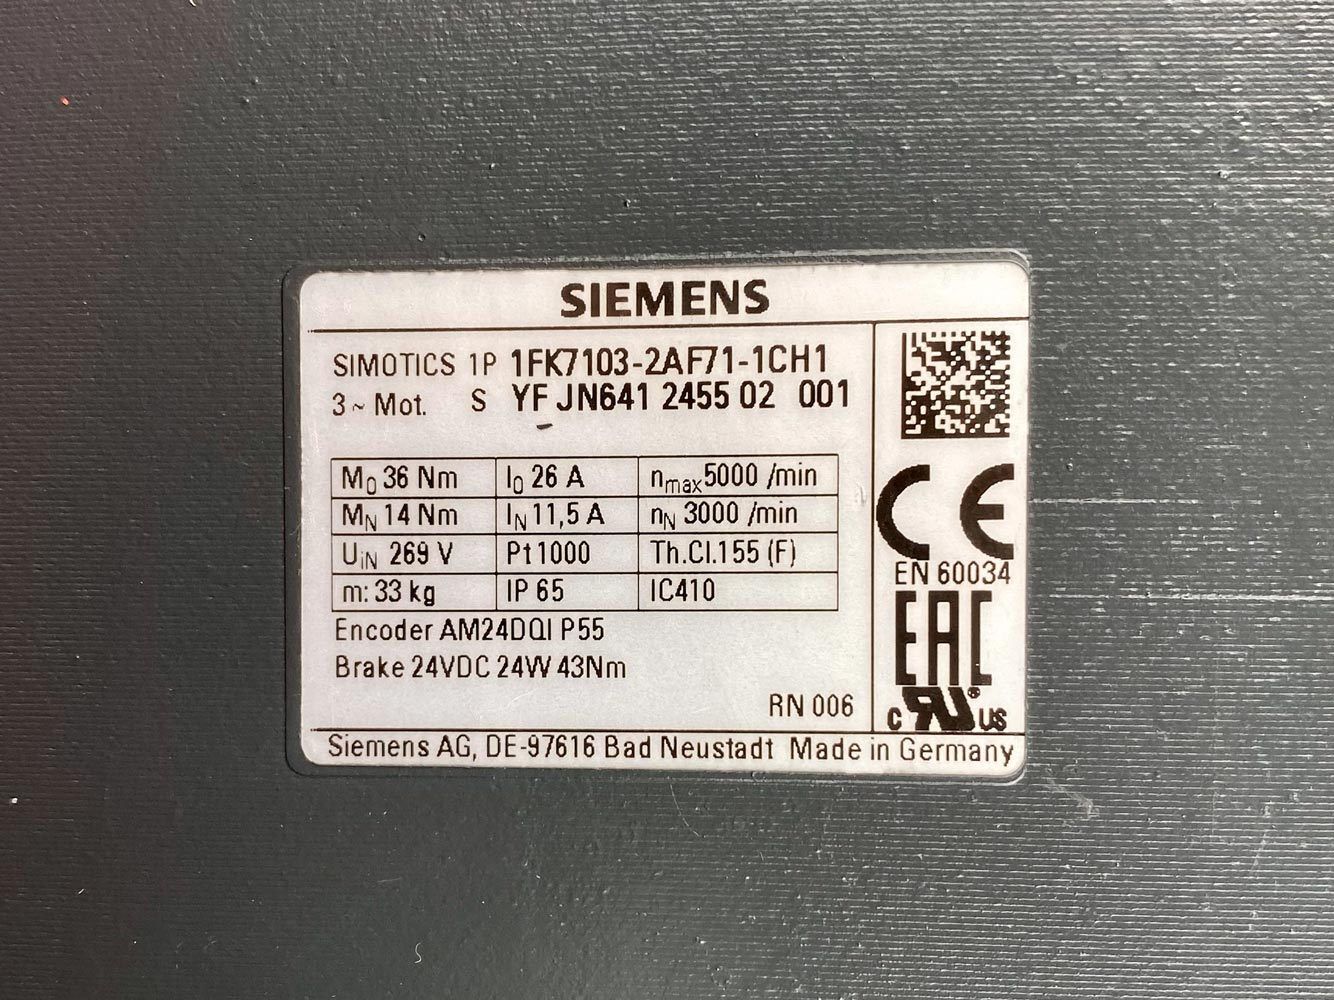 SIEMENS
SIMOTICS 1P 1FK7103-2AF71-1CH1
3 ~ Mot. S YF JN641 2455 02 001
M0 36 Nm I0 26 A nmax 5000 /min
MN 14 Nm IN 11,5 A nN 3000 /min
UiN 269 V Pt1000 Th.Cl.155 (F)
m: 33 kg IP 65 IC410
Encoder AM24DQI P55
Brake 24VDC 24W 43Nm
RN 006
CE
EN 60034
EAC
c RU® US
Siemens AG, DE-97616 Bad Neustadt Made in Germany